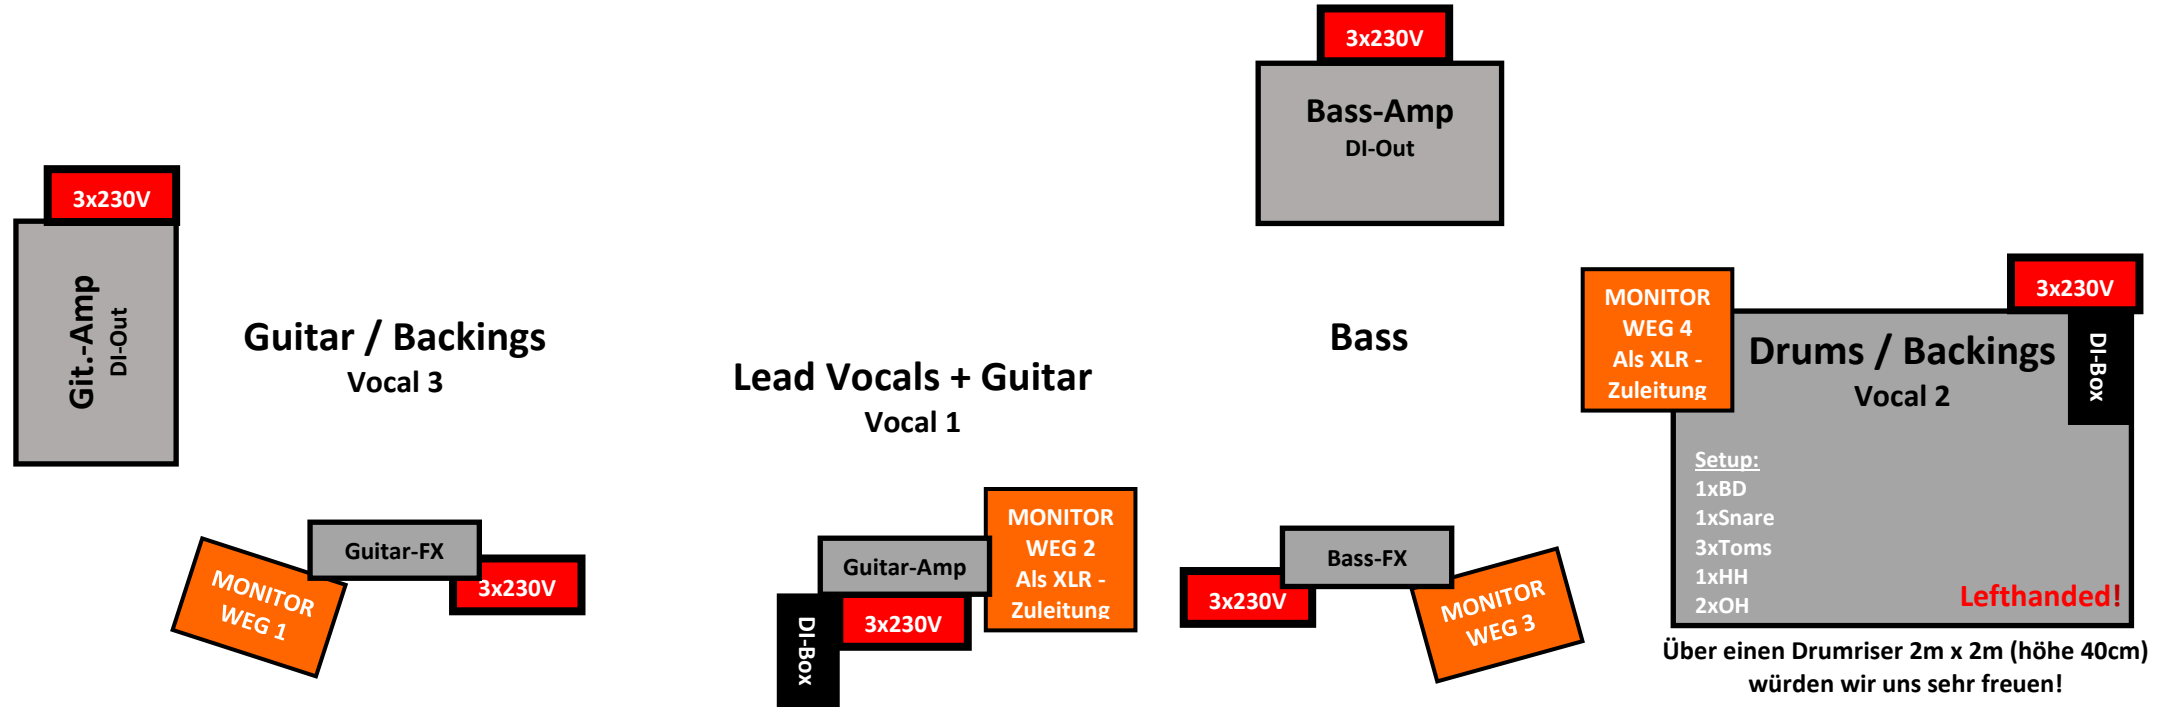 3x230V
Bass-Amp
DI-Out
3x230V
Git.-Amp
DI-Out
Guitar / Backings
Vocal 3
Lead Vocals + Guitar
Vocal 1
Bass
MONITOR
WEG 4
Als XLR -
Zuleitung
3x230V
DI-Box
Drums / Backings
Vocal 2
Setup:
1xBD
1xSnare
3xToms
1xHH
2xOH
Lefthanded!
Über einen Drumriser 2m x 2m (höhe 40cm)
würden wir uns sehr freuen!
Guitar-FX
3x230V
MONITOR
WEG 1
Guitar-Amp
3x230V
DI-Box
MONITOR
WEG 2
Als XLR -
Zuleitung
Bass-FX
3x230V
MONITOR
WEG 3